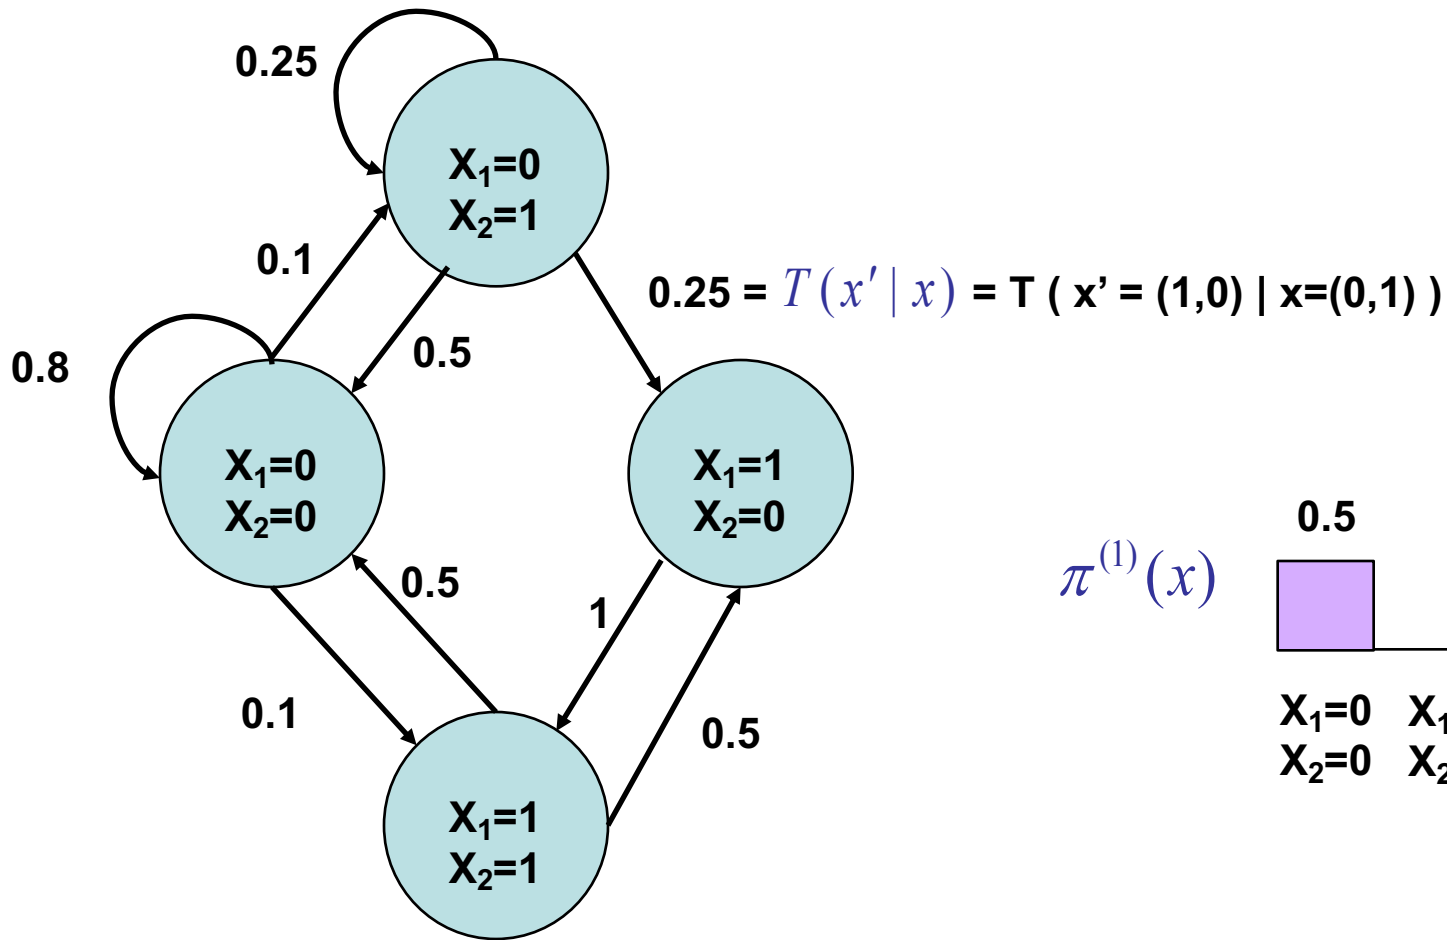 0.25
X₁=0
X₂=1
0.1
0.25 = T(x′ | x) = T ( x’ = (1,0) | x=(0,1) )
0.5
0.8
X₁=0
X₂=0
X₁=1
X₂=0
0.5
π⁽¹⁾(x)
0.5
1
0.1
0.5
X₁=0 X₁
X₂=0 X₂
X₁=1
X₂=1